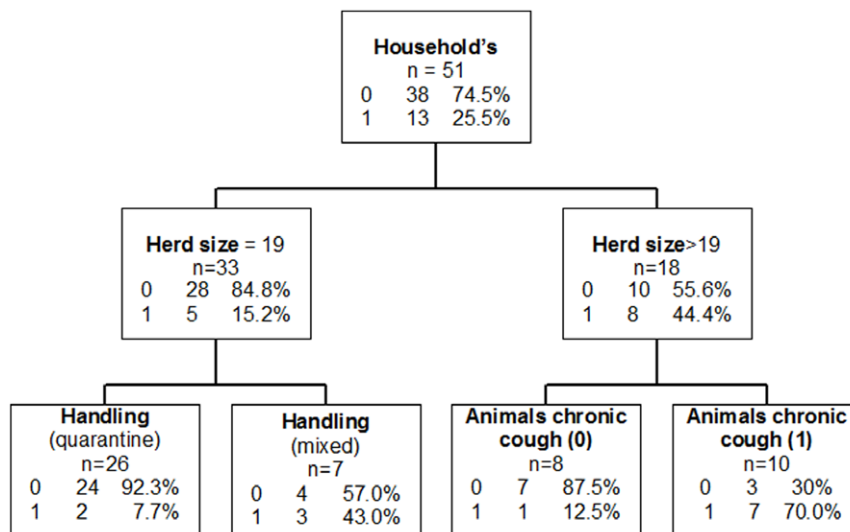 Household's
n = 51
0 38 74.5%
1 13 25.5%
Herd size = 19
n=33
0 28 84.8%
1 5 15.2%
Herd size>19
n=18
0 10 55.6%
1 8 44.4%
Handling
(quarantine)
n=26
0 24 92.3%
1 2 7.7%
Handling
(mixed)
n=7
0 4 57.0%
1 3 43.0%
Animals chronic
cough (0)
n=8
0 7 87.5%
1 1 12.5%
Animals chronic
cough (1)
n=10
0 3 30%
1 7 70.0%